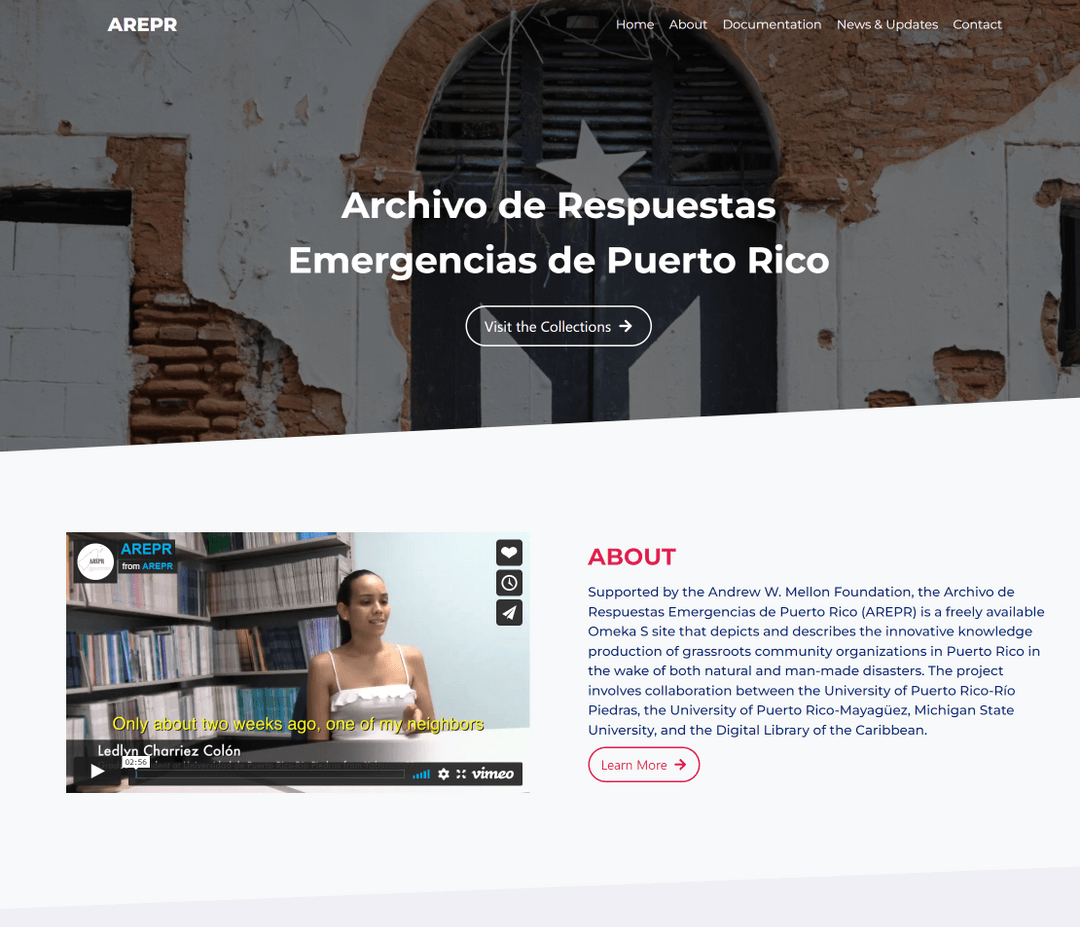 AREPR
Home About Documentation News & Updates Contact
Archivo de Respuestas
Emergencias de Puerto Rico
Visit the Collections
AREPR
AREPR
from AREPR
Only about two weeks ago, one of my neighbors
Ledlyn Charriez Colón
02:56
vimeo
ABOUT
Supported by the Andrew W. Mellon Foundation, the Archivo de
Respuestas Emergencias de Puerto Rico (AREPR) is a freely available
Omeka S site that depicts and describes the innovative knowledge
production of grassroots community organizations in Puerto Rico in
the wake of both natural and man-made disasters. The project
involves collaboration between the University of Puerto Rico-Río
Piedras, the University of Puerto Rico-Mayagüez, Michigan State
University, and the Digital Library of the Caribbean.
Learn More